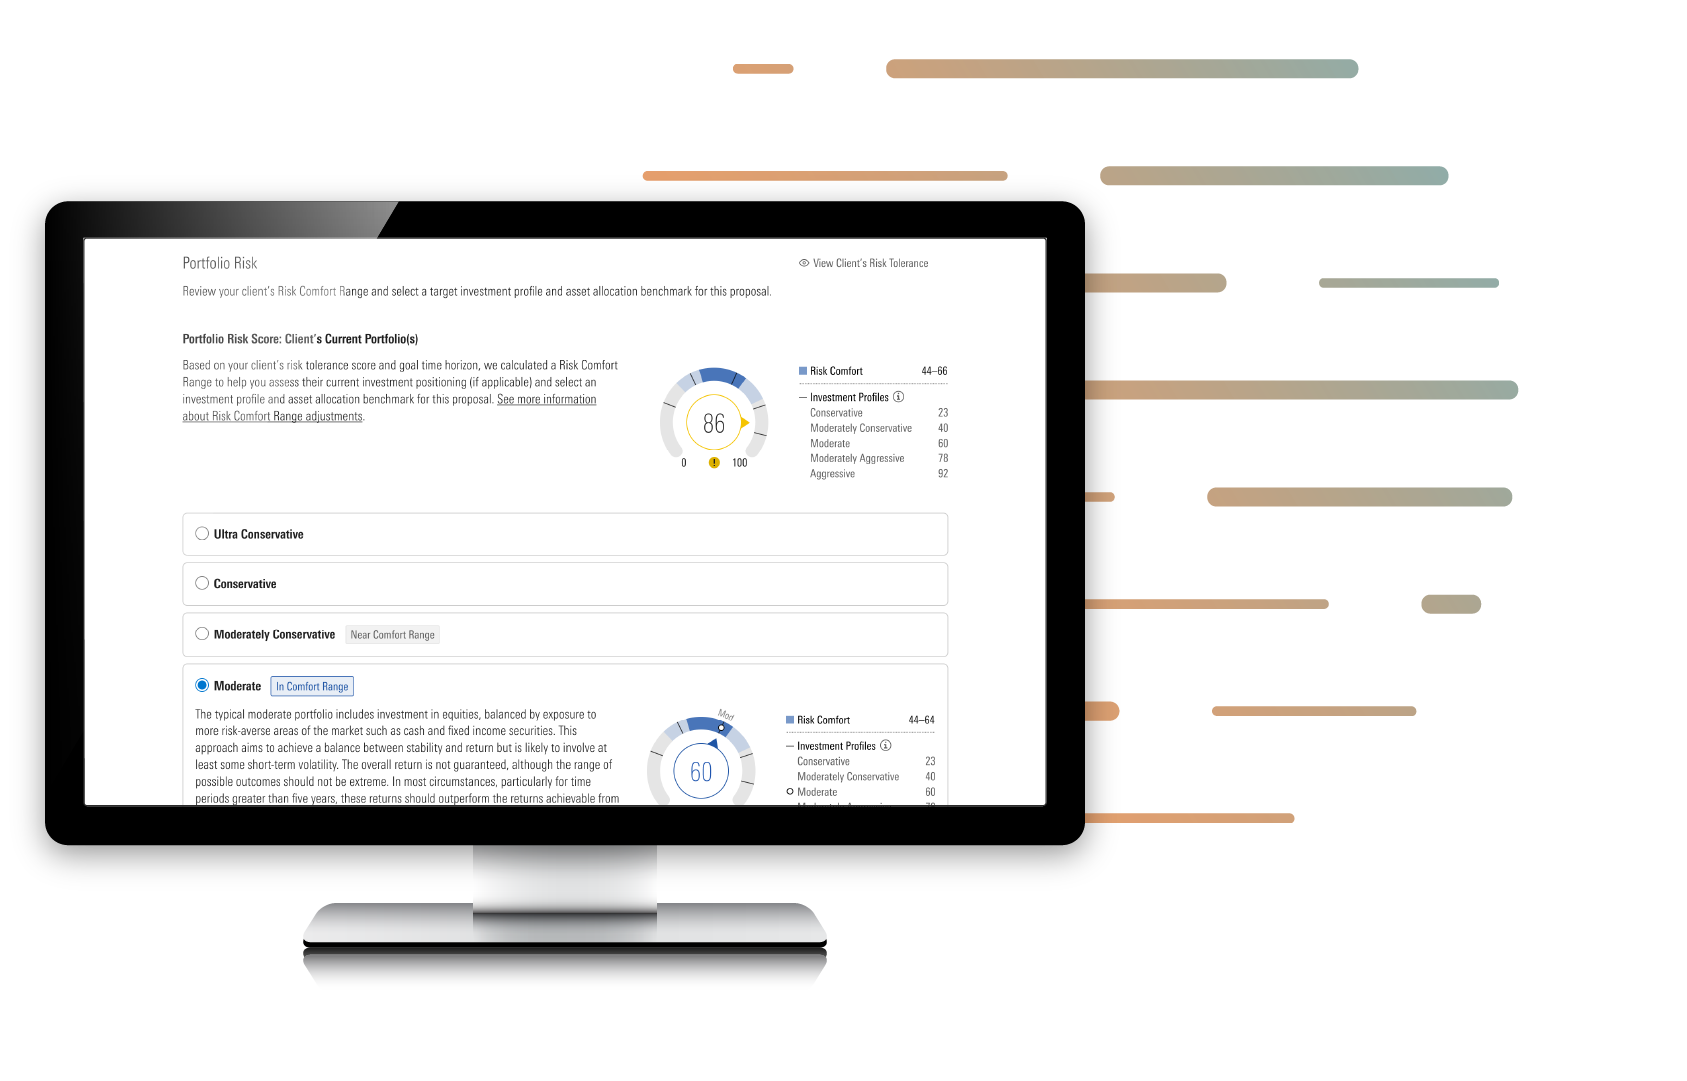 Portfolio Risk
View Client's Risk Tolerance
Review your client's Risk Comfort Range and select a target investment profile and asset allocation benchmark for this proposal.
Portfolio Risk Score: Client's Current Portfolio(s)
Based on your client's risk tolerance score and goal time horizon, we calculated a Risk Comfort
Range to help you assess their current investment positioning (if applicable) and select an
investment profile and asset allocation benchmark for this proposal. See more information
about Risk Comfort Range adjustments.
86
0 ! 100
Risk Comfort 44–66
Investment Profiles i
Conservative 23
Moderately Conservative 40
Moderate 60
Moderately Aggressive 78
Aggressive 92
Ultra Conservative
Conservative
Moderately Conservative Near Comfort Range
Moderate In Comfort Range
The typical moderate portfolio includes investment in equities, balanced by exposure to
more risk-averse areas of the market such as cash and fixed income securities. This
approach aims to achieve a balance between stability and return but is likely to involve at
least some short-term volatility. The overall return is not guaranteed, although the range of
possible outcomes should not be extreme. In most circumstances, particularly for time
periods greater than five years, these returns should outperform the returns achievable from
Mod
60
Risk Comfort 44–64
Investment Profiles i
Conservative 23
Moderately Conservative 40
Moderate 60